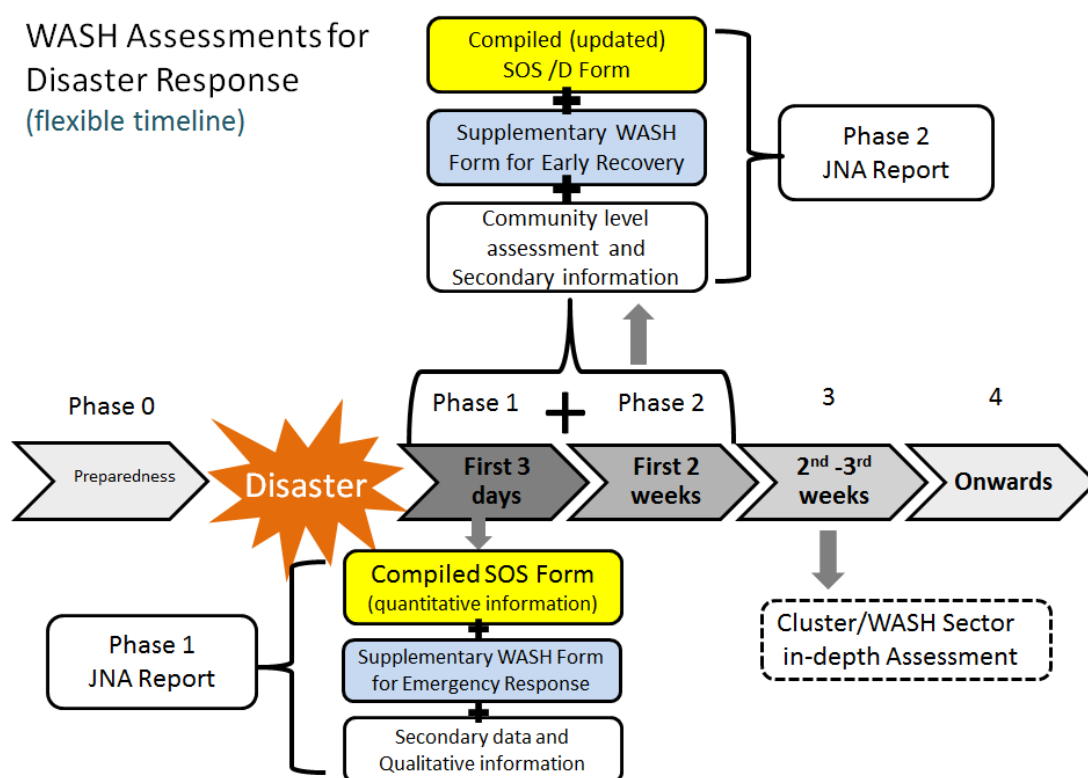 WASH Assessments for
Disaster Response
(flexible timeline)
Compiled (updated)
SOS /D Form
+
Supplementary WASH
Form for Early Recovery
+
Community level
assessment and
Secondary information
Phase 2
JNA Report
Phase 0
Phase 1
+
Phase 2
3
4
Preparedness
Disaster
First 3
days
First 2
weeks
2nd -3rd
weeks
Onwards
Compiled SOS Form
(quantitative information)
+
Supplementary WASH Form
for Emergency Response
+
Secondary data and
Qualitative information
Phase 1
JNA Report
Cluster/WASH Sector
in-depth Assessment